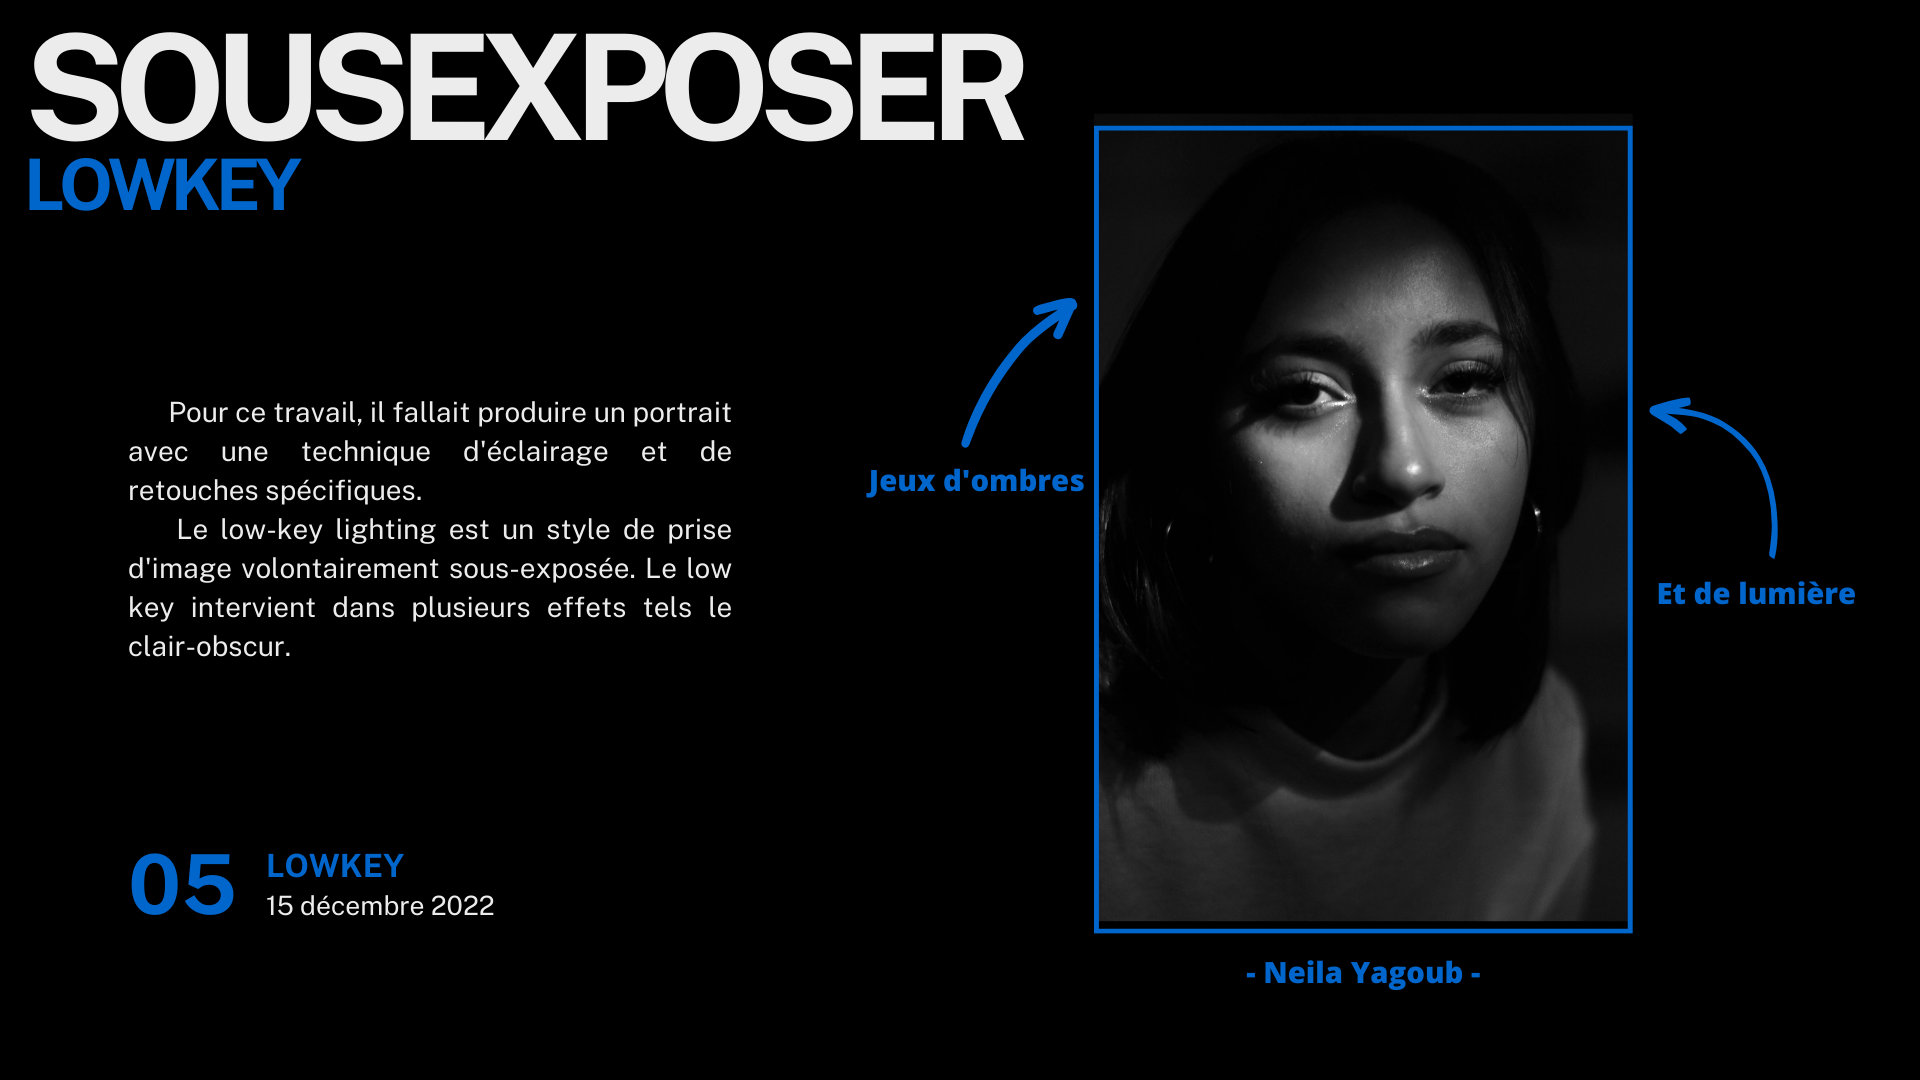 SOUSEXPOSER
LOWKEY
Pour ce travail, il fallait produire un portrait
avec une technique d'éclairage et de
retouches spécifiques.
Le low-key lighting est un style de prise
d'image volontairement sous-exposée. Le low
key intervient dans plusieurs effets tels le
clair-obscur.
Jeux d'ombres
Et de lumière
05
LOWKEY
15 décembre 2022
- Neila Yagoub -